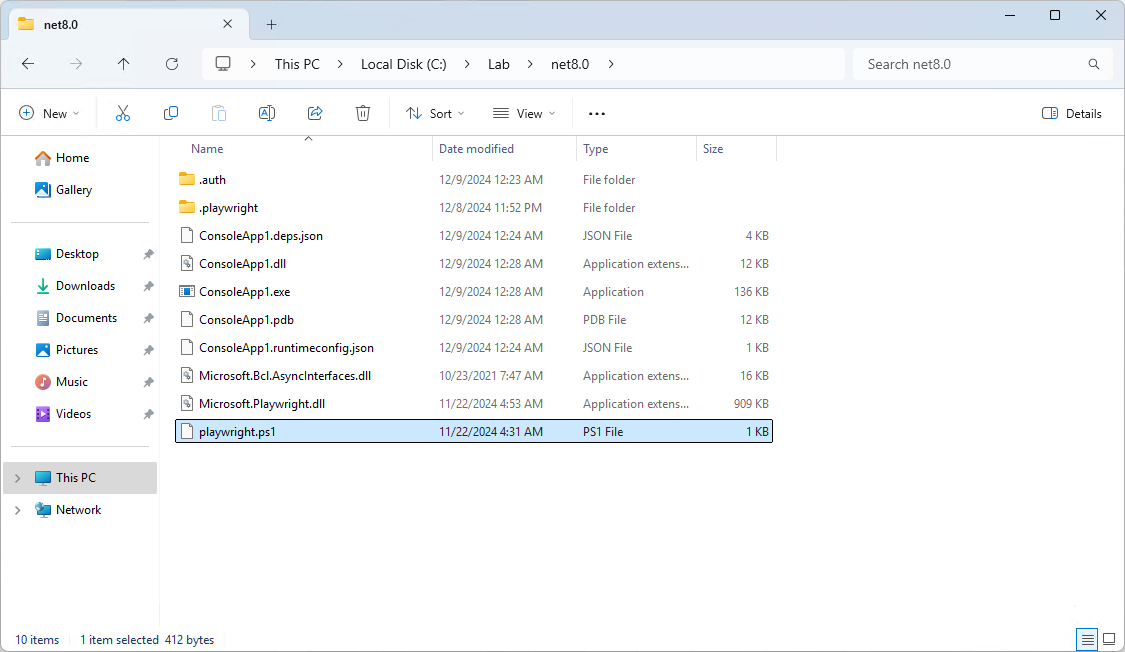 net8.0
This PC
Local Disk (C:)
Lab
net8.0
Search net8.0
New
Sort
View
Details
Home
Gallery
Desktop
Downloads
Documents
Pictures
Music
Videos
This PC
Network
Name Date modified Type Size
.auth 12/9/2024 12:23 AM File folder
.playwright 12/8/2024 11:52 PM File folder
ConsoleApp1.deps.json 12/9/2024 12:24 AM JSON File 4 KB
ConsoleApp1.dll 12/9/2024 12:28 AM Application extens... 12 KB
ConsoleApp1.exe 12/9/2024 12:28 AM Application 136 KB
ConsoleApp1.pdb 12/9/2024 12:28 AM PDB File 12 KB
ConsoleApp1.runtimeconfig.json 12/9/2024 12:24 AM JSON File 1 KB
Microsoft.Bcl.AsyncInterfaces.dll 10/23/2021 7:47 AM Application extens... 16 KB
Microsoft.Playwright.dll 11/22/2024 4:53 AM Application extens... 909 KB
playwright.ps1 11/22/2024 4:31 AM PS1 File 1 KB
10 items 1 item selected 412 bytes